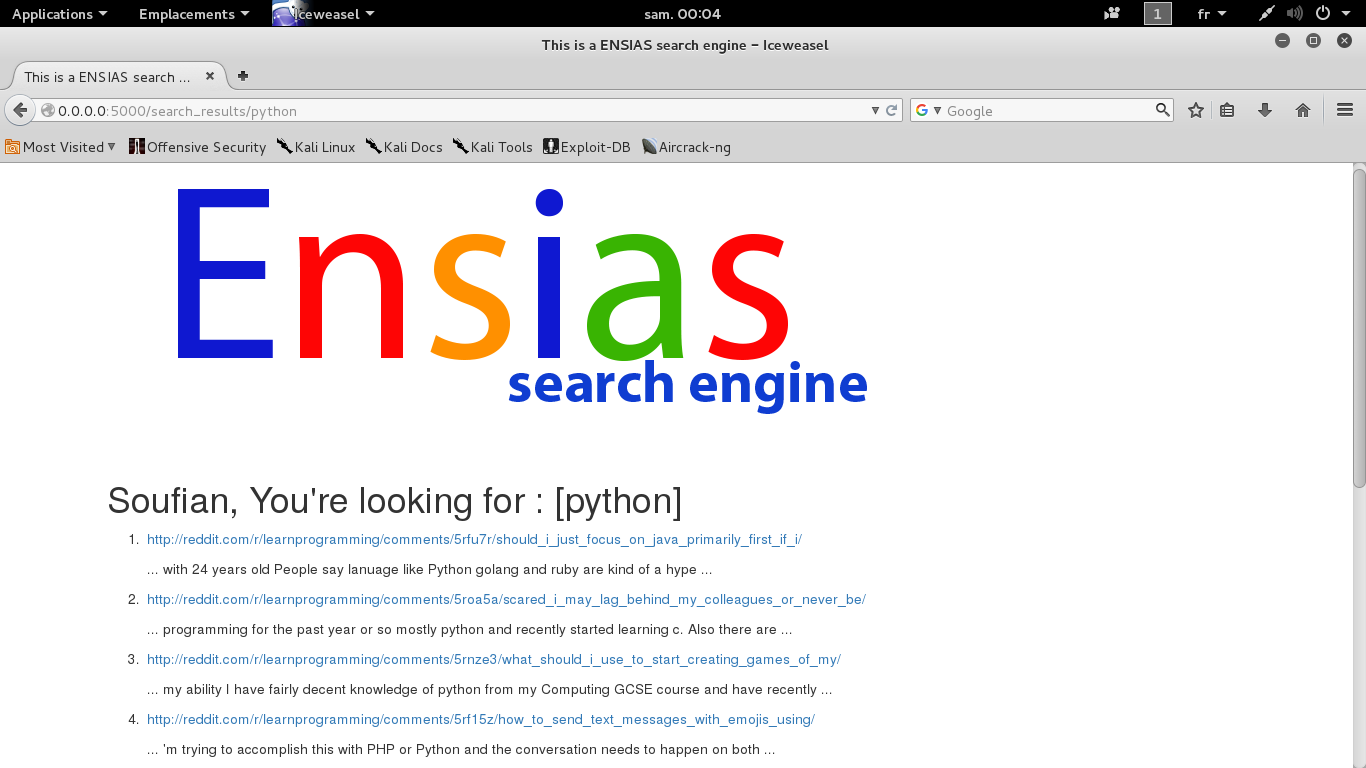 Applications Emplacements Iceweasel sam. 00:04 1 fr
This is a ENSIAS search engine – Iceweasel
This is a ENSIAS search ...
0.0.0.0:5000/search_results/python Google
Most Visited Offensive Security Kali Linux Kali Docs Kali Tools Exploit-DB Aircrack-ng
Ensias
search engine
Soufian, You're looking for : [python]
1. http://reddit.com/r/learnprogramming/comments/5rfu7r/should_i_just_focus_on_java_primarily_first_if_i/
... with 24 years old People say lanuage like Python golang and ruby are kind of a hype ...
2. http://reddit.com/r/learnprogramming/comments/5roa5a/scared_i_may_lag_behind_my_colleagues_or_never_be/
... programming for the past year or so mostly python and recently started learning c. Also there are ...
3. http://reddit.com/r/learnprogramming/comments/5rnze3/what_should_i_use_to_start_creating_games_of_my/
... my ability I have fairly decent knowledge of python from my Computing GCSE course and have recently ...
4. http://reddit.com/r/learnprogramming/comments/5rf15z/how_to_send_text_messages_with_emojis_using/
... 'm trying to accomplish this with PHP or Python and the conversation needs to happen on both ...